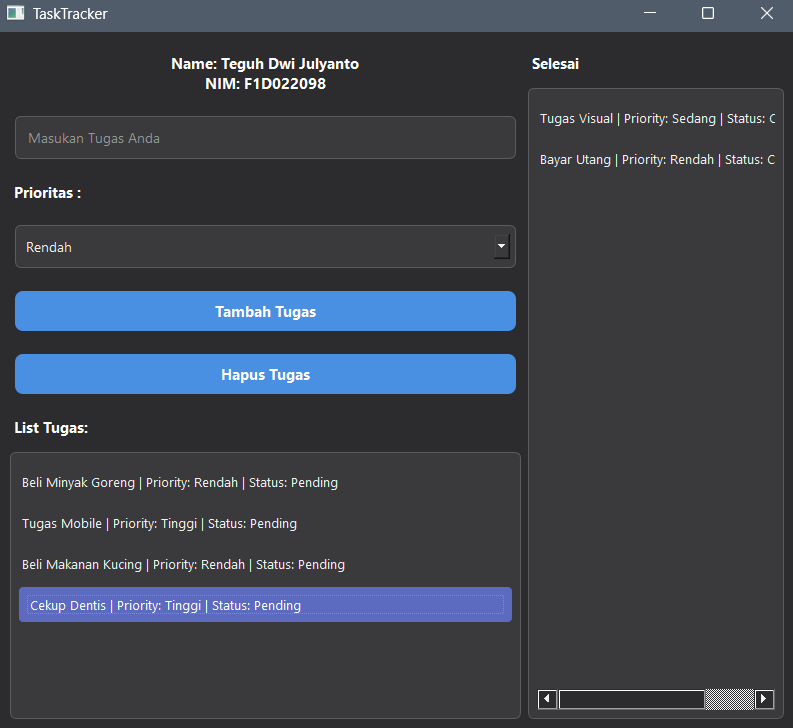 TaskTracker
Name: Teguh Dwi Julyanto
NIM: F1D022098
Masukan Tugas Anda
Prioritas :
Rendah
Tambah Tugas
Hapus Tugas
List Tugas:
Beli Minyak Goreng | Priority: Rendah | Status: Pending
Tugas Mobile | Priority: Tinggi | Status: Pending
Beli Makanan Kucing | Priority: Rendah | Status: Pending
Cekup Dentis | Priority: Tinggi | Status: Pending
Selesai
Tugas Visual | Priority: Sedang | Status:
Bayar Utang | Priority: Rendah | Status: